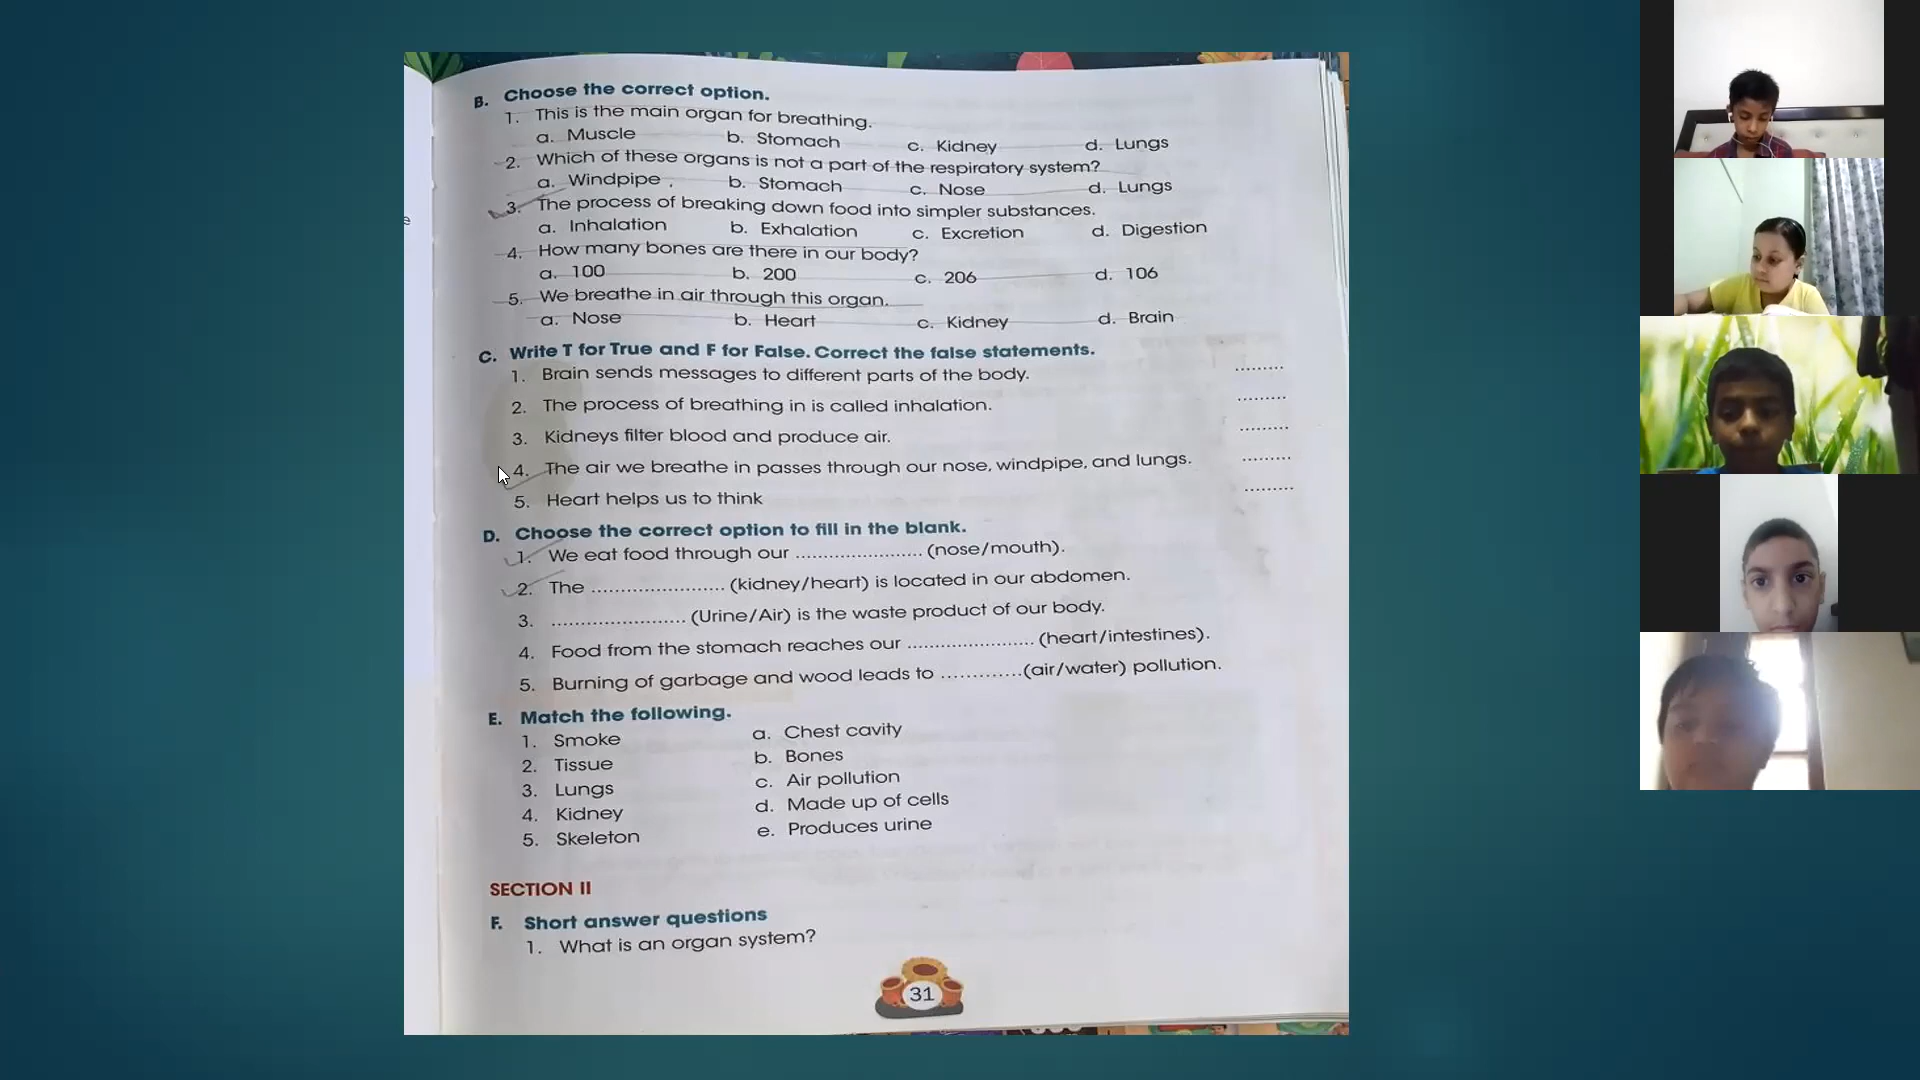 e
B. Choose the correct option.
1. This is the main organ for breathing.
a. Muscle b. Stomach c. Kidney d. Lungs
2. Which of these organs is not a part of the respiratory system?
a. Windpipe b. Stomach c. Nose d. Lungs
3. The process of breaking down food into simpler substances.
a. Inhalation b. Exhalation c. Excretion d. Digestion
4. How many bones are there in our body?
a. 100 b. 200 c. 206 d. 106
5. We breathe in air through this organ.
a. Nose b. Heart c. Kidney d. Brain
C. Write T for True and F for False. Correct the false statements.
1. Brain sends messages to different parts of the body. .........
2. The process of breathing in is called inhalation. .........
3. Kidneys filter blood and produce air. .........
4. The air we breathe in passes through our nose, windpipe, and lungs. .........
5. Heart helps us to think .........
D. Choose the correct option to fill in the blank.
1. We eat food through our ....................... (nose/mouth).
2. The ........................ (kidney/heart) is located in our abdomen.
3. ........................ (Urine/Air) is the waste product of our body.
4. Food from the stomach reaches our ....................... (heart/intestines).
5. Burning of garbage and wood leads to .............(air/water) pollution.
E. Match the following.
1. Smoke a. Chest cavity
2. Tissue b. Bones
3. Lungs c. Air pollution
4. Kidney d. Made up of cells
5. Skeleton e. Produces urine
SECTION II
F. Short answer questions
1. What is an organ system?
31